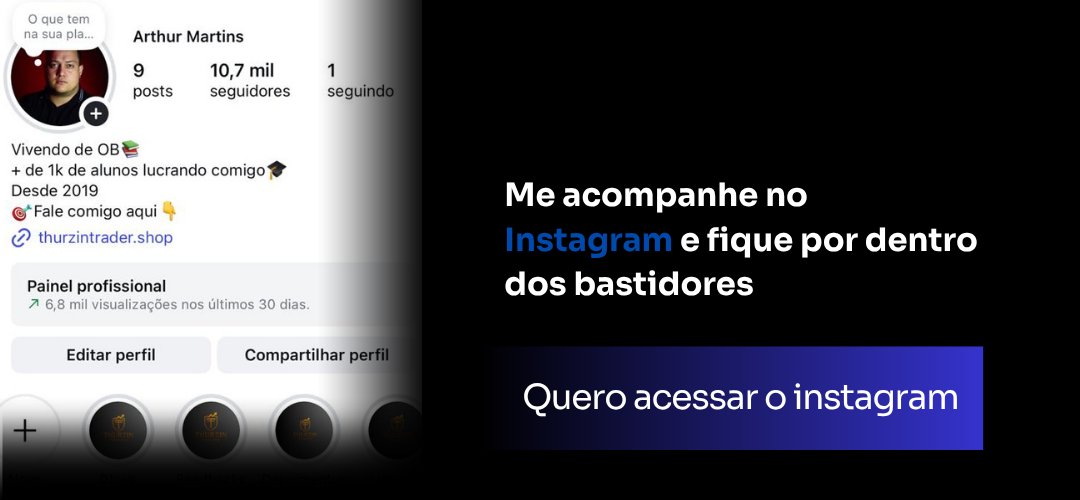 O que tem
na sua pla...
Arthur Martins
9 10,7 mil 1
posts seguidores seguindo
Vivendo de OB📚
+ de 1k de alunos lucrando comigo🎓
Desde 2019
🎯Fale comigo aqui 👇
thurzintrader.shop
Painel profissional
6,8 mil visualizações nos últimos 30 dias.
Editar perfil Compartilhar perfil
Me acompanhe no
Instagram e fique por dentro
dos bastidores
Quero acessar o instagram